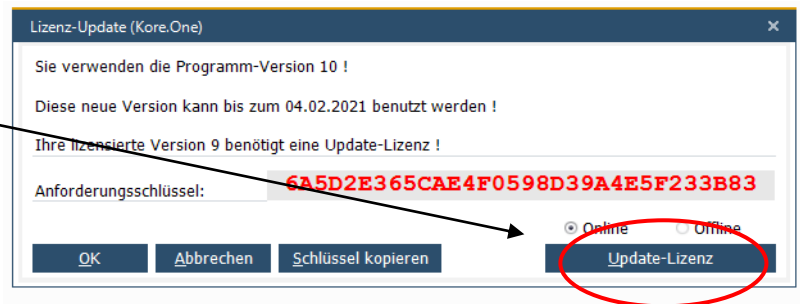 Lizenz-Update (Kore.One)
Sie verwenden die Programm-Version 10 !
Diese neue Version kann bis zum 04.02.2021 benutzt werden !
Ihre lizensierte Version 9 benötigt eine Update-Lizenz !
Anforderungsschlüssel: 6A5D2E365CAE4F0598D39A4E5F233B83
Online Offline
OK Abbrechen Schlüssel kopieren Update-Lizenz